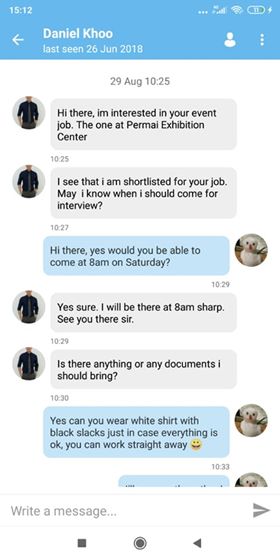 15:12
11
Daniel Khoo
last seen 26 Jun 2018
29 Aug 10:25
Hi there, im interested in your event
job. The one at Permai Exhibition
Center
10:25
I see that i am shortlisted for your job.
May i know when i should come for
interview?
10:27
Hi there, yes would you be able to
come at 8am on Saturday?
10:29
Yes sure. I will be there at 8am sharp.
See you there sir.
10:29
Is there anything or any documents i
should bring?
10:30
Yes can you wear white shirt with
black slacks just in case everything is
ok, you can work straight away 😀
10:33
Write a message...